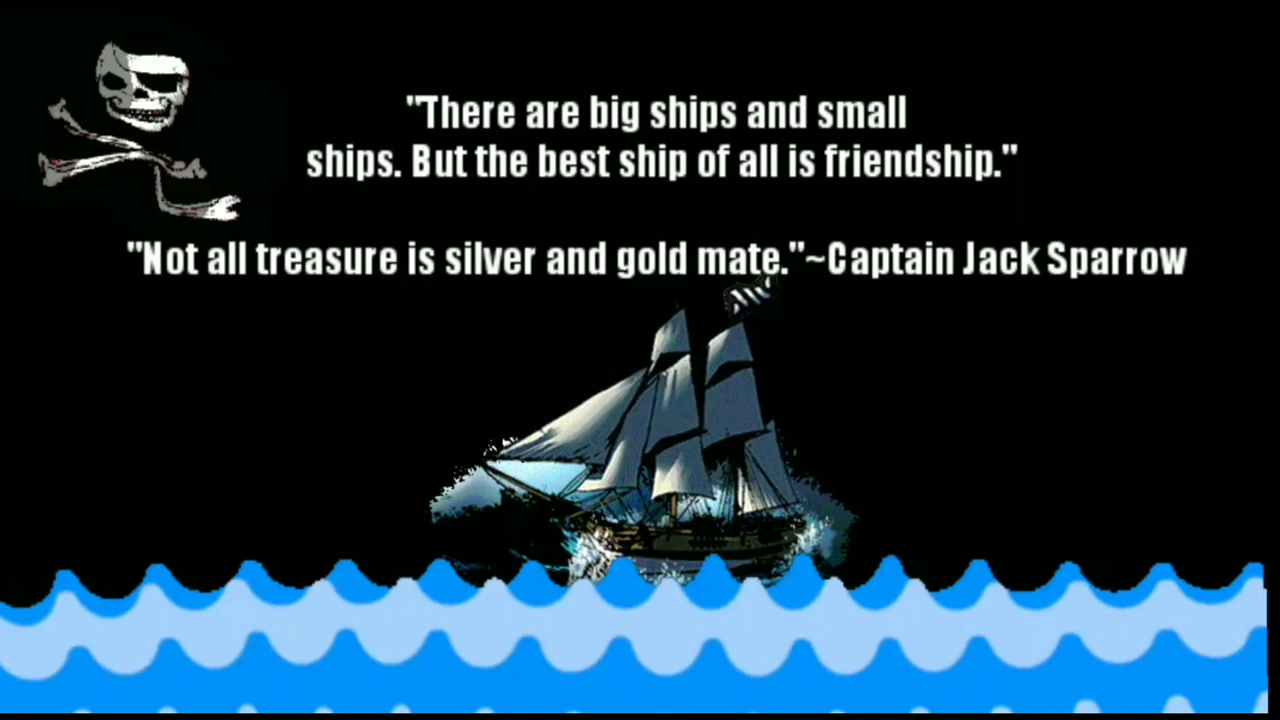 "There are big ships and small
ships. But the best ship of all is friendship."
"Not all treasure is silver and gold mate."~Captain Jack Sparrow